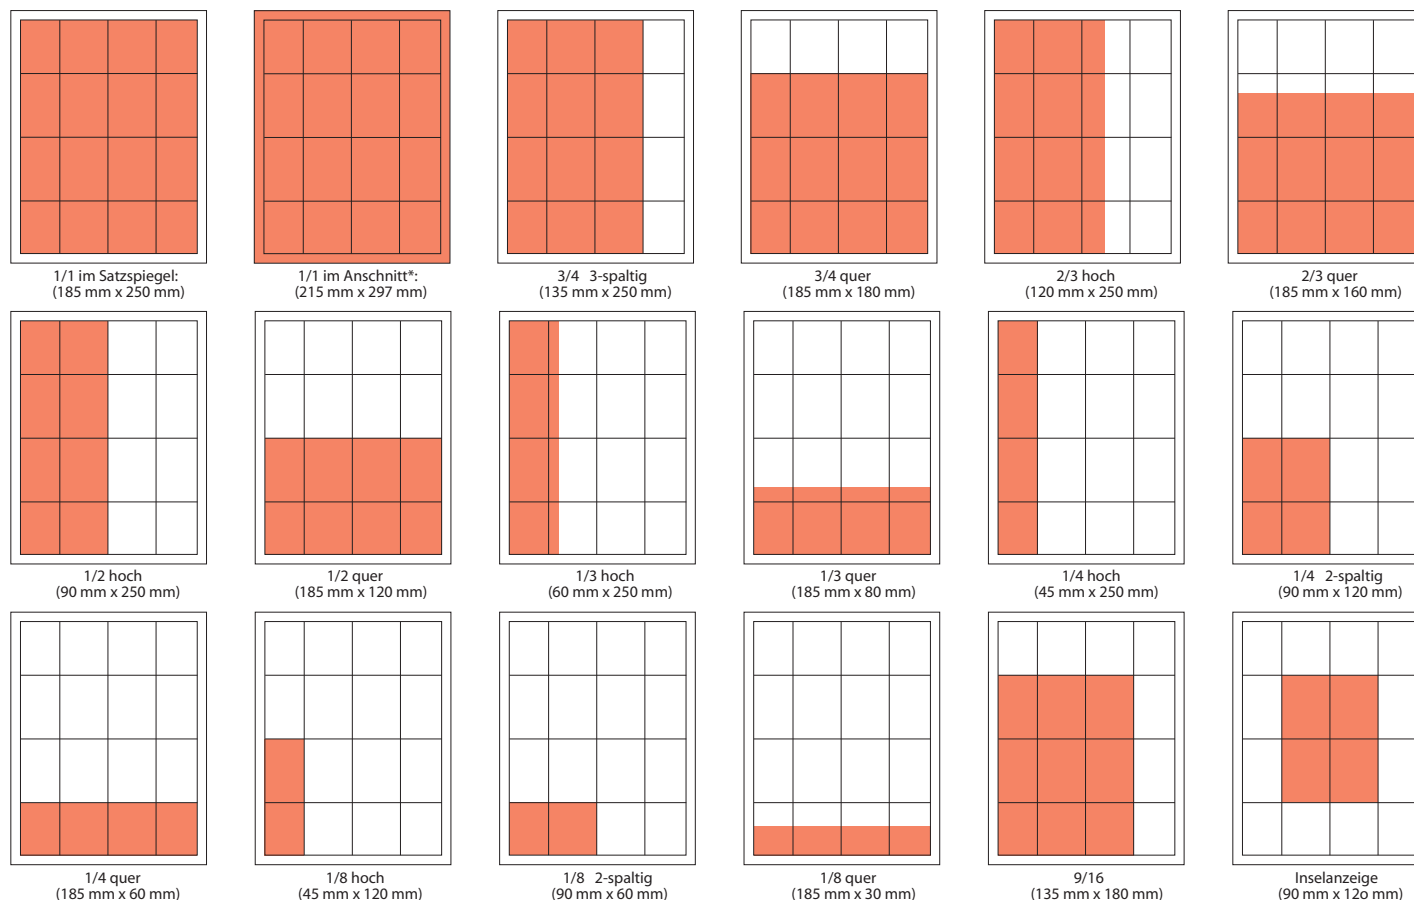 1/1 im Satzspiegel:
(185 mm x 250 mm)
1/1 im Anschnitt*:
(215 mm x 297 mm)
3/4 3-spaltig
(135 mm x 250 mm)
3/4 quer
(185 mm x 180 mm)
2/3 hoch
(120 mm x 250 mm)
2/3 quer
(185 mm x 160 mm)
1/2 hoch
(90 mm x 250 mm)
1/2 quer
(185 mm x 120 mm)
1/3 hoch
(60 mm x 250 mm)
1/3 quer
(185 mm x 80 mm)
1/4 hoch
(45 mm x 250 mm)
1/4 2-spaltig
(90 mm x 120 mm)
1/4 quer
(185 mm x 60 mm)
1/8 hoch
(45 mm x 120 mm)
1/8 2-spaltig
(90 mm x 60 mm)
1/8 quer
(185 mm x 30 mm)
9/16
(135 mm x 180 mm)
Inselanzeige
(90 mm x 12o mm)